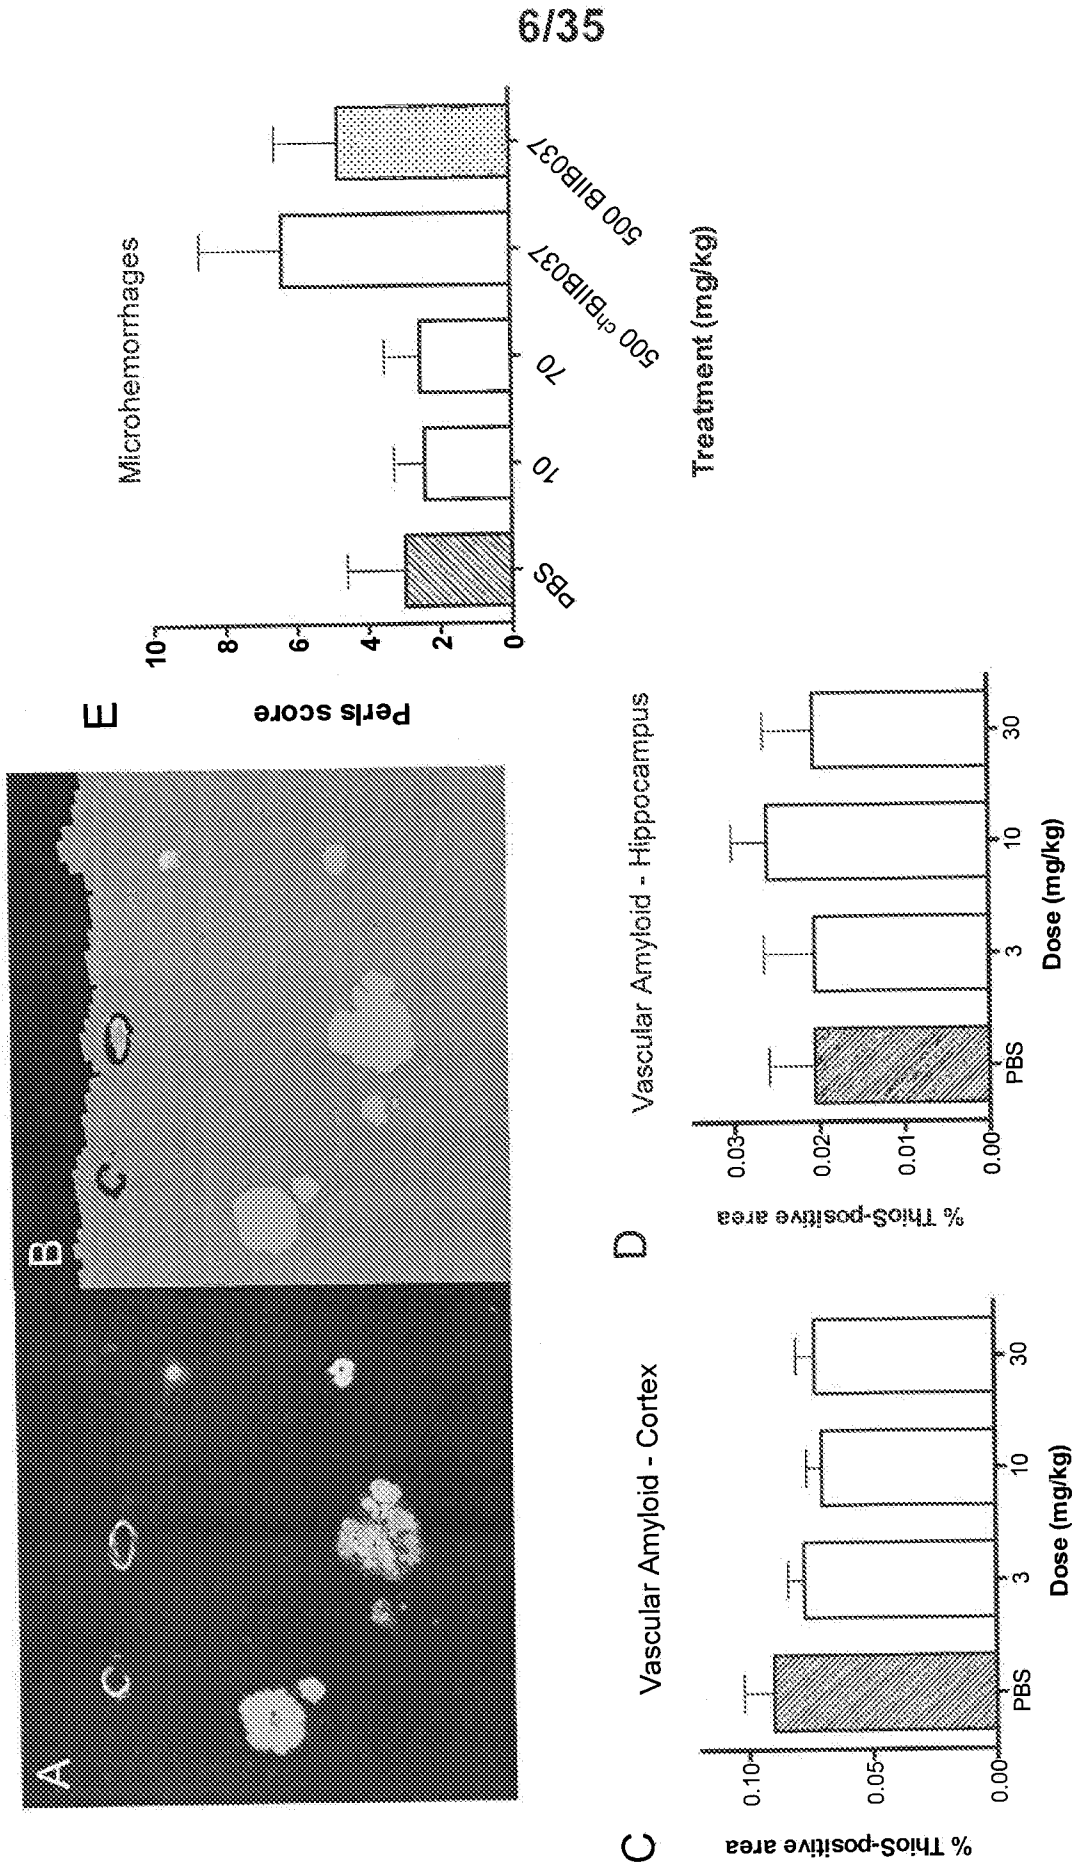 6/35
A
B
C
Vascular Amyloid - Cortex
% ThioS-positive area
0.10
0.05
0.00
PBS
3
10
30
Dose (mg/kg)
D
Vascular Amyloid - Hippocampus
% ThioS-positive area
0.03
0.02
0.01
0.00
PBS
3
10
30
Dose (mg/kg)
E
Microhemorrhages
Perls score
10
8
6
4
2
0
PBS
10
70
500 chBIIB037
500 BIIB037
Treatment (mg/kg)